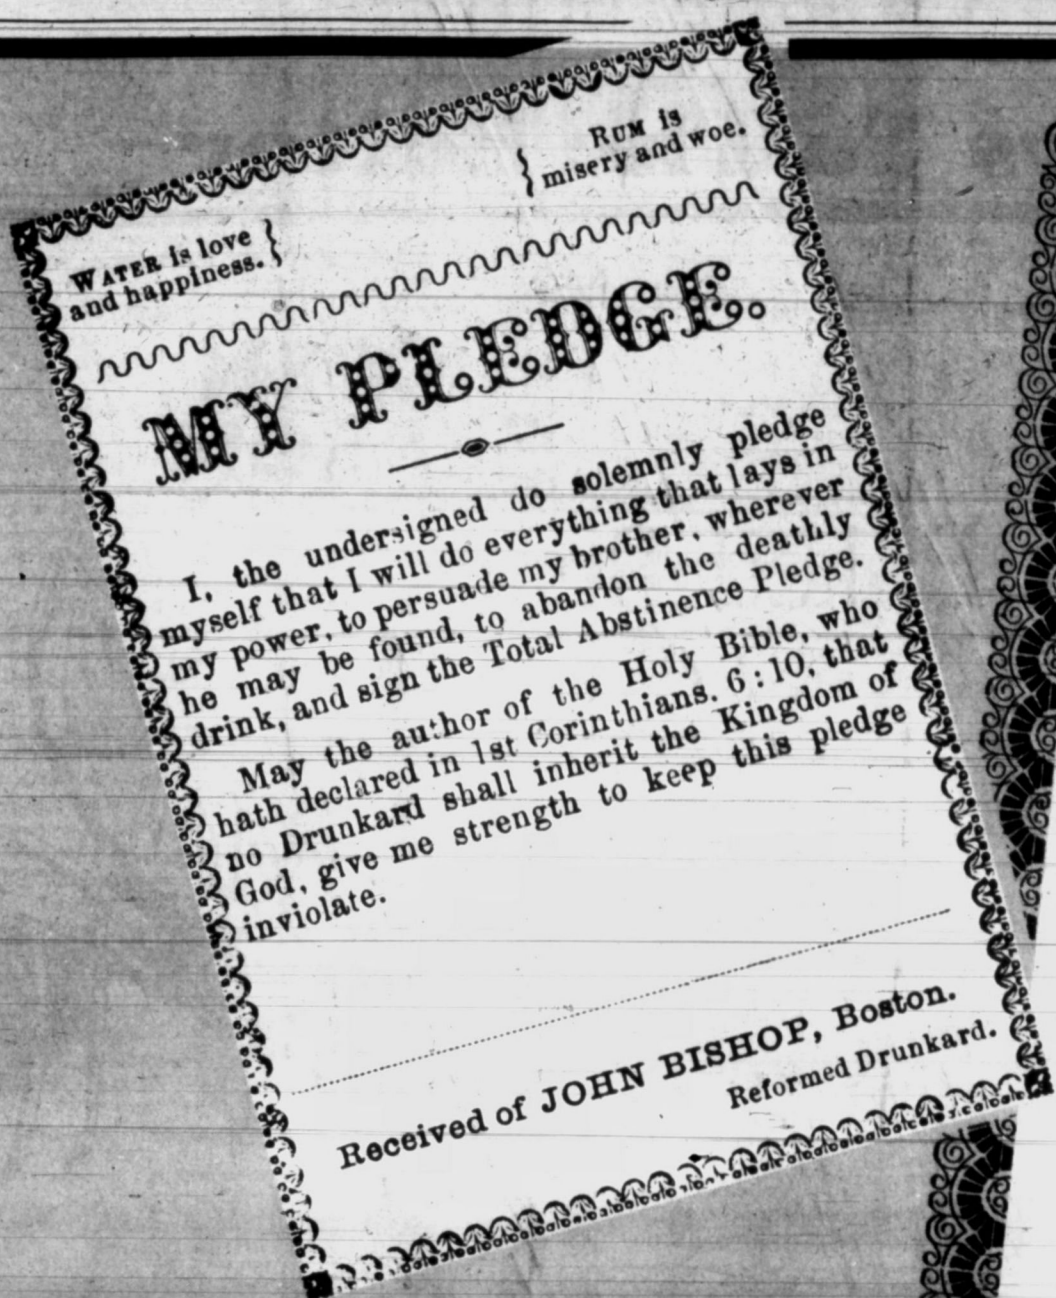 WATER is love
and happiness. }
{ RUM is
misery and woe.
MY PLEDGE.
I, the undersigned do solemnly pledge
myself that I will do everything that lays in
my power, to persuade my brother, wherever
he may be found, to abandon the deathly
drink, and sign the Total Abstinence Pledge.
May the author of the Holy Bible, who
hath declared in 1st Corinthians. 6:10, that
no Drunkard shall inherit the Kingdom of
God, give me strength to keep this pledge
inviolate.
Received of JOHN BISHOP, Boston.
Reformed Drunkard.